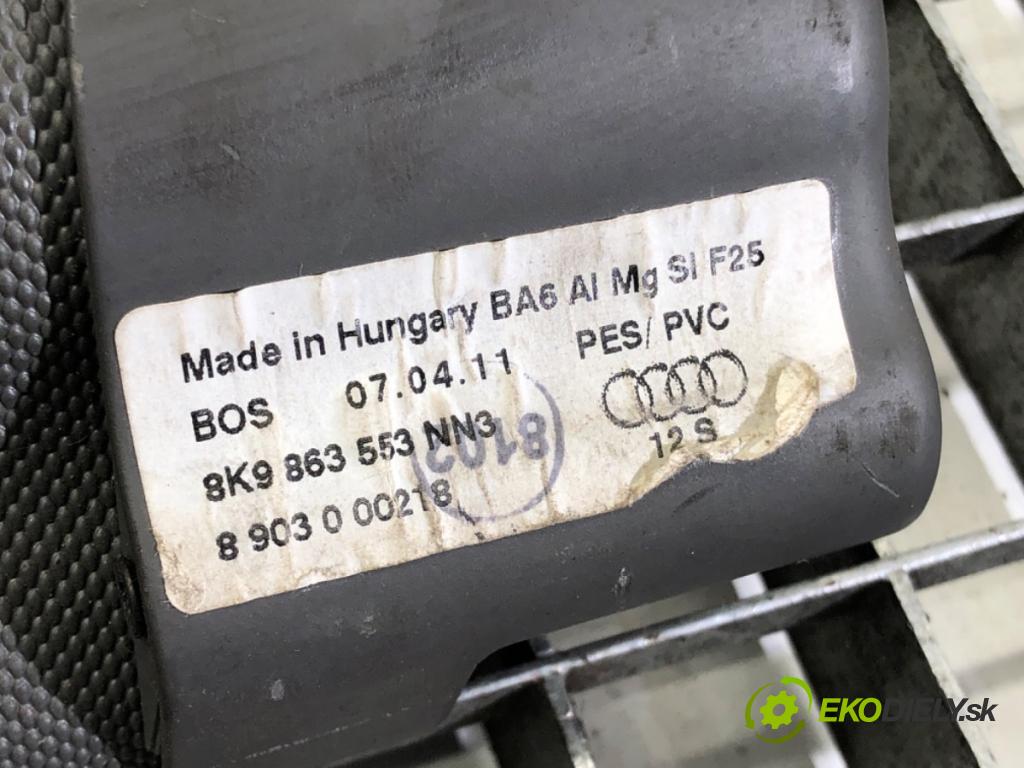 Made in Hungary BA6 Al Mg SI F25
BOS 07.04.11 PES/ PVC
8K9 863 553 NN3
12 S
8 903 0 00218
EKODIELY.sk